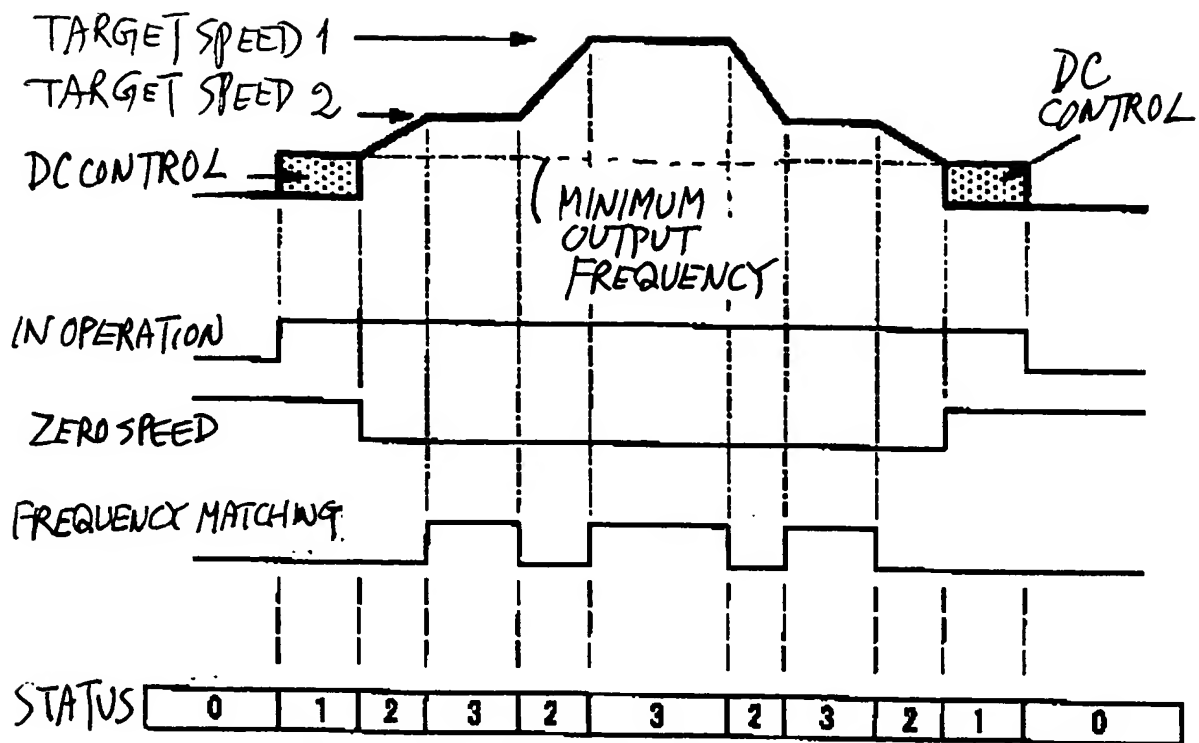 TARGET SPEED 1
TARGET SPEED 2
DC CONTROL
DC
CONTROL
MINIMUM
OUTPUT
FREQUENCY
IN OPERATION
ZERO SPEED
FREQUENCY MATCHING
STATUS 0 1 2 3 2 3 2 3 2 1 0